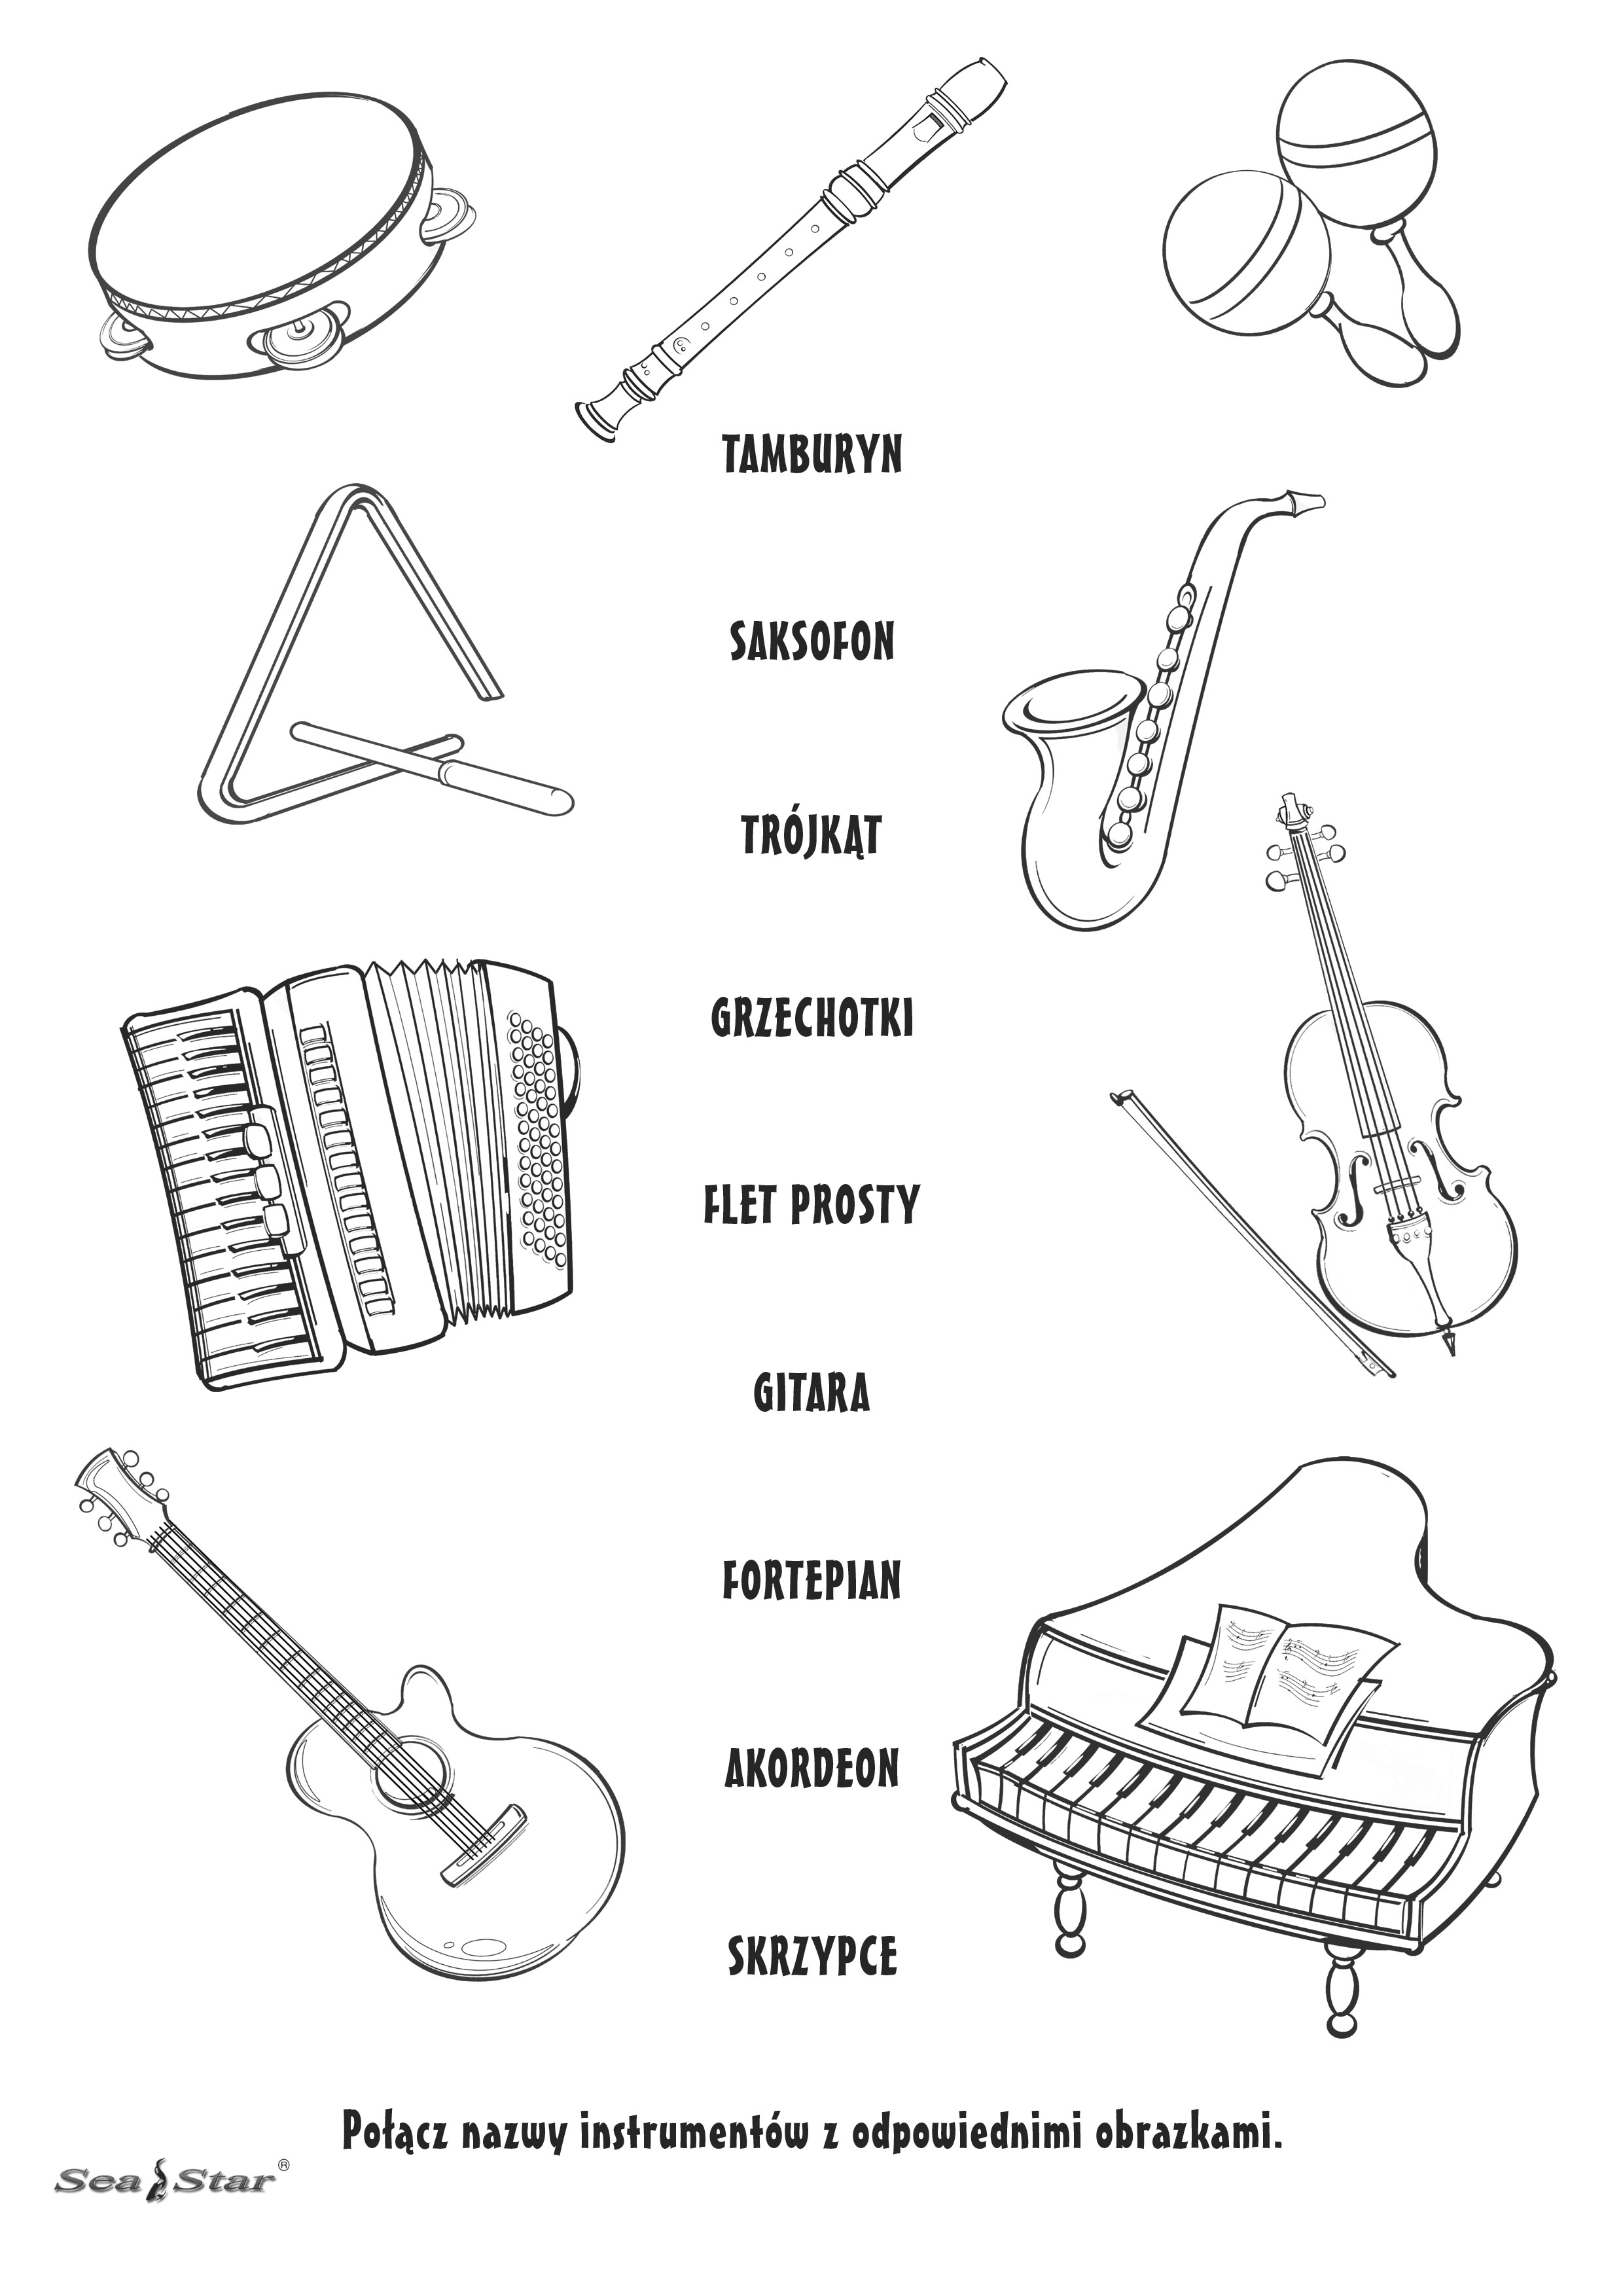 TAMBURYN
SAKSOFON
TRÓJKĄT
GRZECHOTKI
FLET PROSTY
GITARA
FORTEPIAN
AKORDEON
SKRZYPCE
Połącz nazwy instrumentów z odpowiednimi obrazkami.
Sea Star®